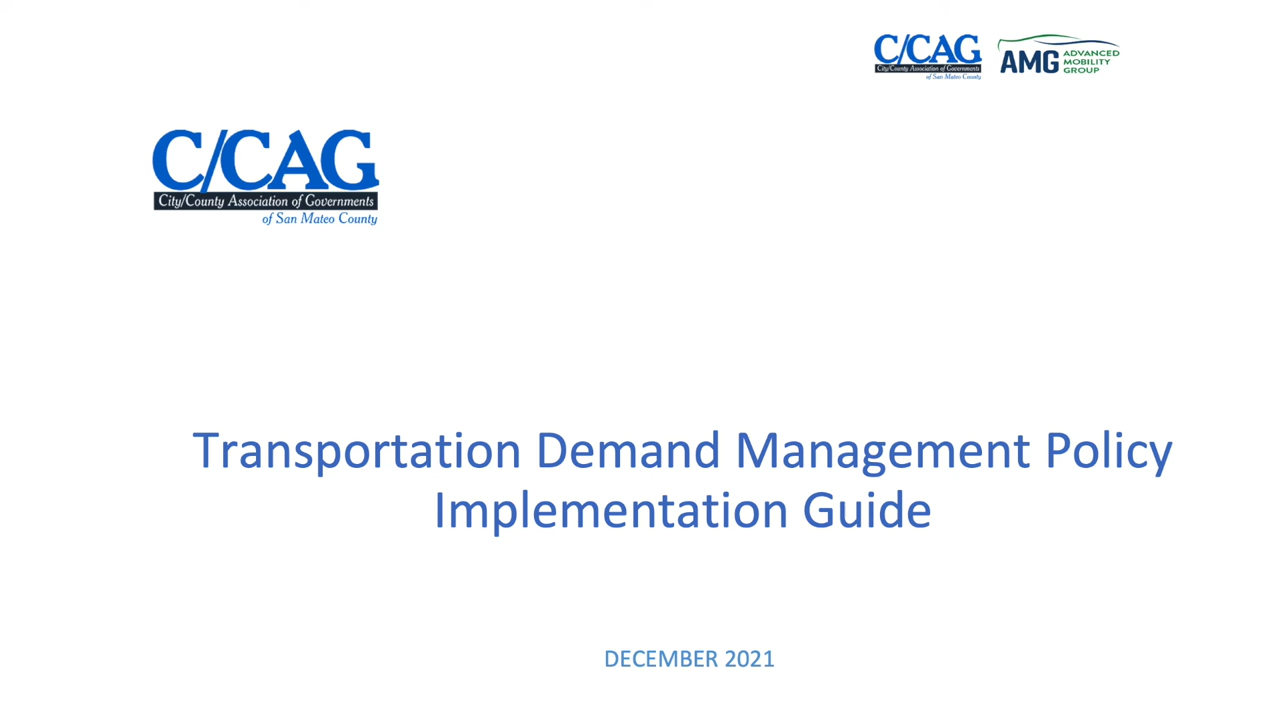 C/CAG
City/County Association of Governments
of San Mateo County
AMG
ADVANCED
MOBILITY
GROUP
C/CAG
City/County Association of Governments
of San Mateo County
Transportation Demand Management Policy
Implementation Guide
DECEMBER 2021